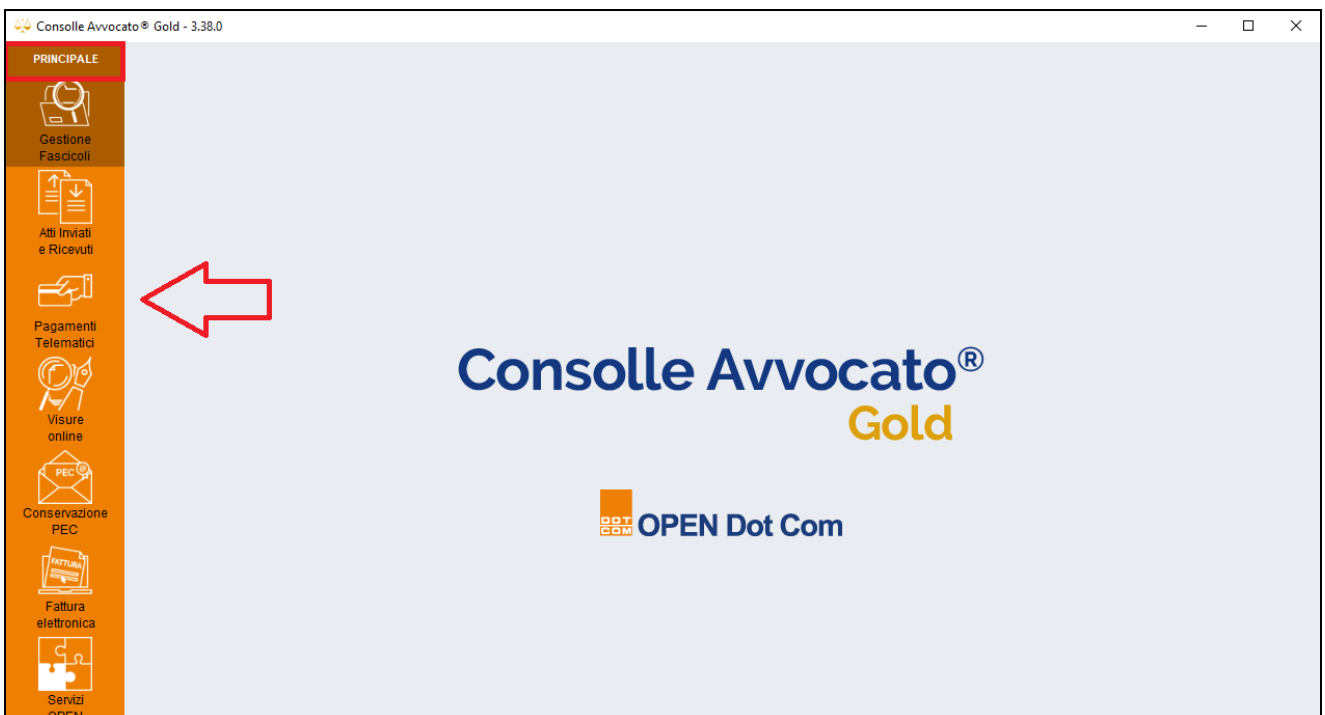 Consolle Avvocato® Gold - 3.38.0
PRINCIPALE
Gestione
Fascicoli
Atti Inviati
e Ricevuti
Pagamenti
Telematici
Visure
online
PEC
Conservazione
PEC
FATTURA
Fattura
elettronica
Servizi
OPEN
Consolle Avvocato®
Gold
DOT
COM
OPEN Dot Com